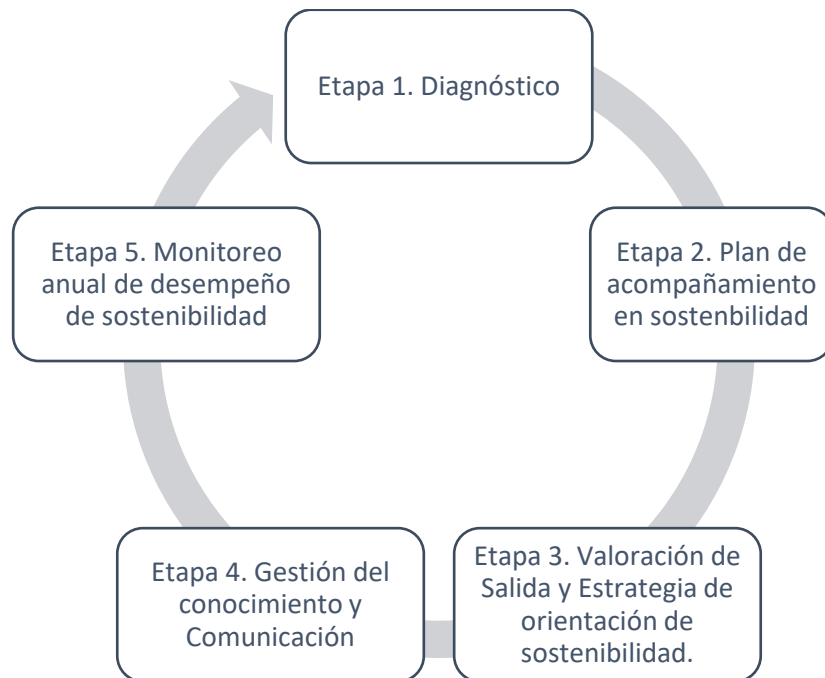 Etapa 1. Diagnóstico
Etapa 2. Plan de
acompañamiento
en sostenbilidad
Etapa 3. Valoración de
Salida y Estrategia de
orientación de
sostenibilidad.
Etapa 4. Gestión del
conocimiento y
Comunicación
Etapa 5. Monitoreo
anual de desempeño
de sostenibilidad